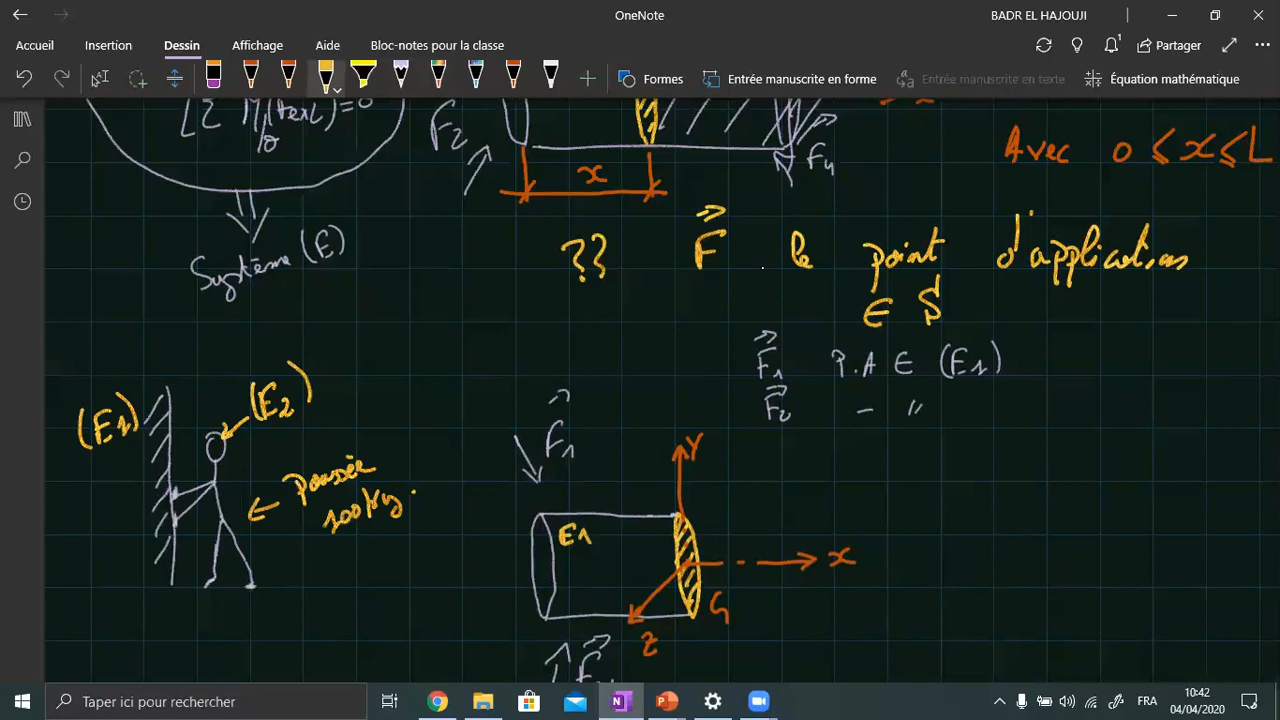 OneNote
BADR EL HAJOUJI
Accueil Insertion Dessin Affichage Aide Bloc-notes pour la classe
Partager
Formes Entrée manuscrite en forme Entrée manuscrite en texte Équation mathématique
F2
F4
x
Avec 0 ≤ x ≤ L
Système (E)
?? F le point d'application
∈ S
F1 P.A ∈ (E1)
F2 - "
(E1) (E2)
Poussée
100Kg
F1
Y
E1
x
G
Z
Taper ici pour rechercher
FRA
10:42
04/04/2020